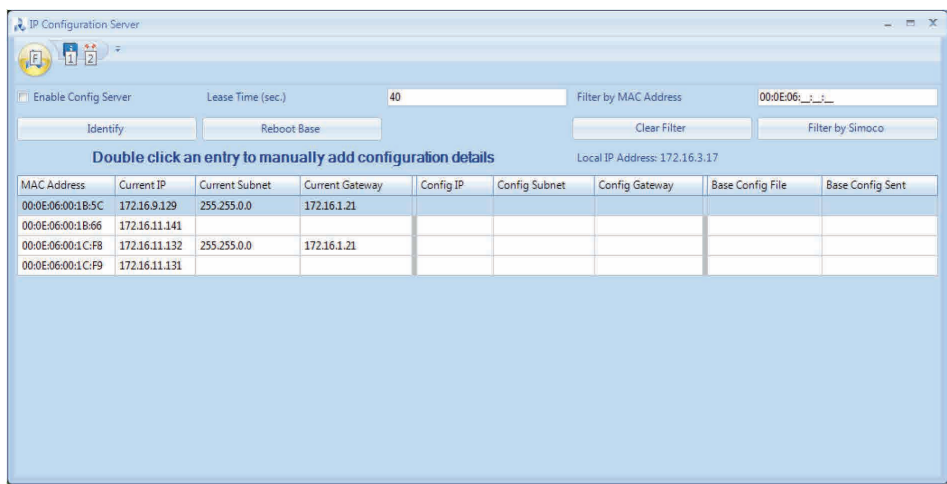 IP Configuration Server
F 1 2
Enable Config Server Lease Time (sec.) 40 Filter by MAC Address 00:0E:06:__:__:__
Identify Reboot Base Clear Filter Filter by Simoco
Double click an entry to manually add configuration details Local IP Address: 172.16.3.17
MAC Address Current IP Current Subnet Current Gateway Config IP Config Subnet Config Gateway Base Config File Base Config Sent
00:0E:06:00:1B:5C 172.16.9.129 255.255.0.0 172.16.1.21
00:0E:06:00:1B:66 172.16.11.141
00:0E:06:00:1C:F8 172.16.11.132 255.255.0.0 172.16.1.21
00:0E:06:00:1C:F9 172.16.11.131